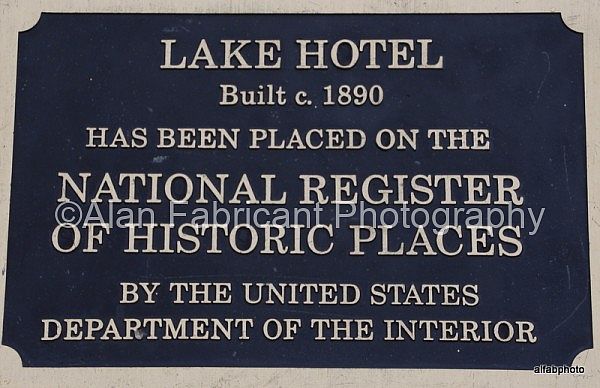 LAKE HOTEL
Built c. 1890
HAS BEEN PLACED ON THE
NATIONAL REGISTER
©Alan Fabricant Photography
OF HISTORIC PLACES
BY THE UNITED STATES
DEPARTMENT OF THE INTERIOR
alfabphoto